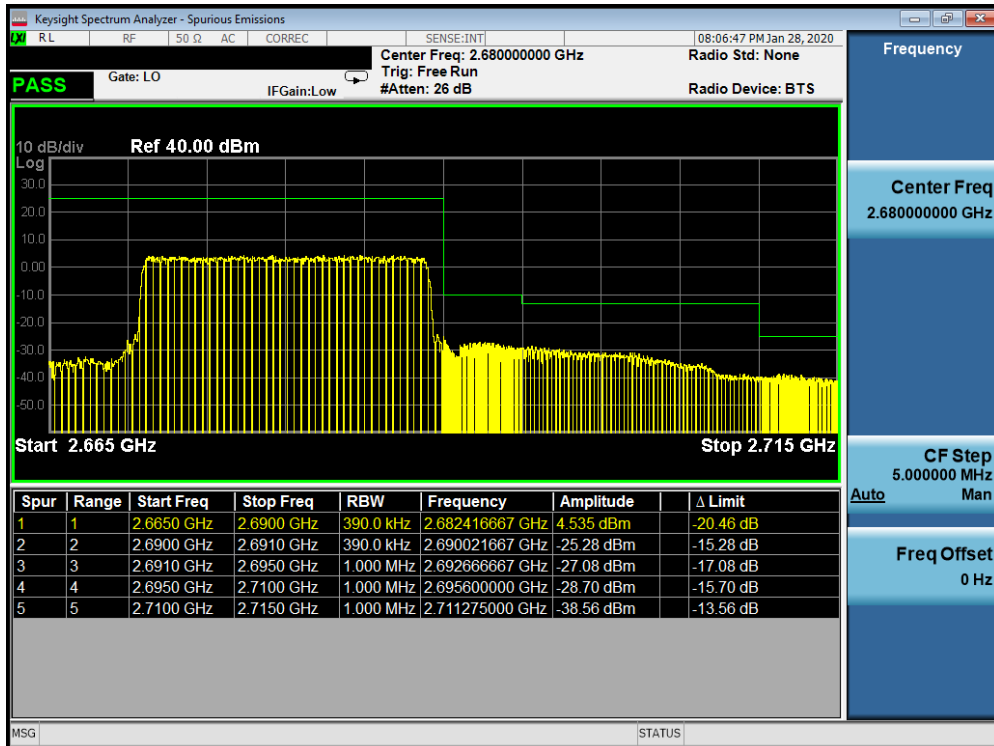 Keysight Spectrum Analyzer - Spurious Emissions
LXI RL RF 50 Ω AC CORREC SENSE:INT 08:06:47 PM Jan 28, 2020
Center Freq: 2.680000000 GHz Radio Std: None
Trig: Free Run
PASS Gate: LO IFGain:Low #Atten: 26 dB Radio Device: BTS
Frequency
10 dB/div Ref 40.00 dBm
Log
30.0
20.0
10.0
0.00
-10.0
-20.0
-30.0
-40.0
-50.0
Start 2.665 GHz Stop 2.715 GHz
Center Freq
2.680000000 GHz
CF Step
5.000000 MHz
Auto Man
Freq Offset
0 Hz
Spur Range Start Freq Stop Freq RBW Frequency Amplitude Δ Limit
1 1 2.6650 GHz 2.6900 GHz 390.0 kHz 2.682416667 GHz 4.535 dBm -20.46 dB
2 2 2.6900 GHz 2.6910 GHz 390.0 kHz 2.690021667 GHz -25.28 dBm -15.28 dB
3 3 2.6910 GHz 2.6950 GHz 1.000 MHz 2.692666667 GHz -27.08 dBm -17.08 dB
4 4 2.6950 GHz 2.7100 GHz 1.000 MHz 2.695600000 GHz -28.70 dBm -15.70 dB
5 5 2.7100 GHz 2.7150 GHz 1.000 MHz 2.711275000 GHz -38.56 dBm -13.56 dB
MSG STATUS